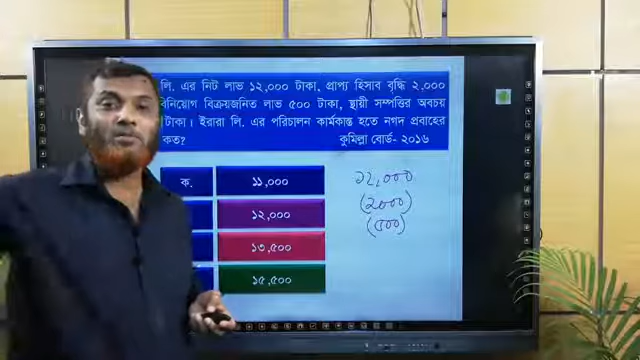 লি. এর নিট লাভ ১২,০০০ টাকা, প্রাপ্য হিসাব বৃদ্ধি ২,০০০
বিনিয়োগ বিক্রয়জনিত লাভ ৫০০ টাকা, স্থায়ী সম্পত্তির অবচয়
টাকা। ইরারা লি. এর পরিচালন কার্যকান্ড হতে নগদ প্রবাহের
কত? কুমিল্লা বোর্ড- ২০১৬
ক. ১১,০০০
১২,০০০
১৩,৫০০
১৫,৫০০
১২,০০০
(২০০০)
(৫০০)